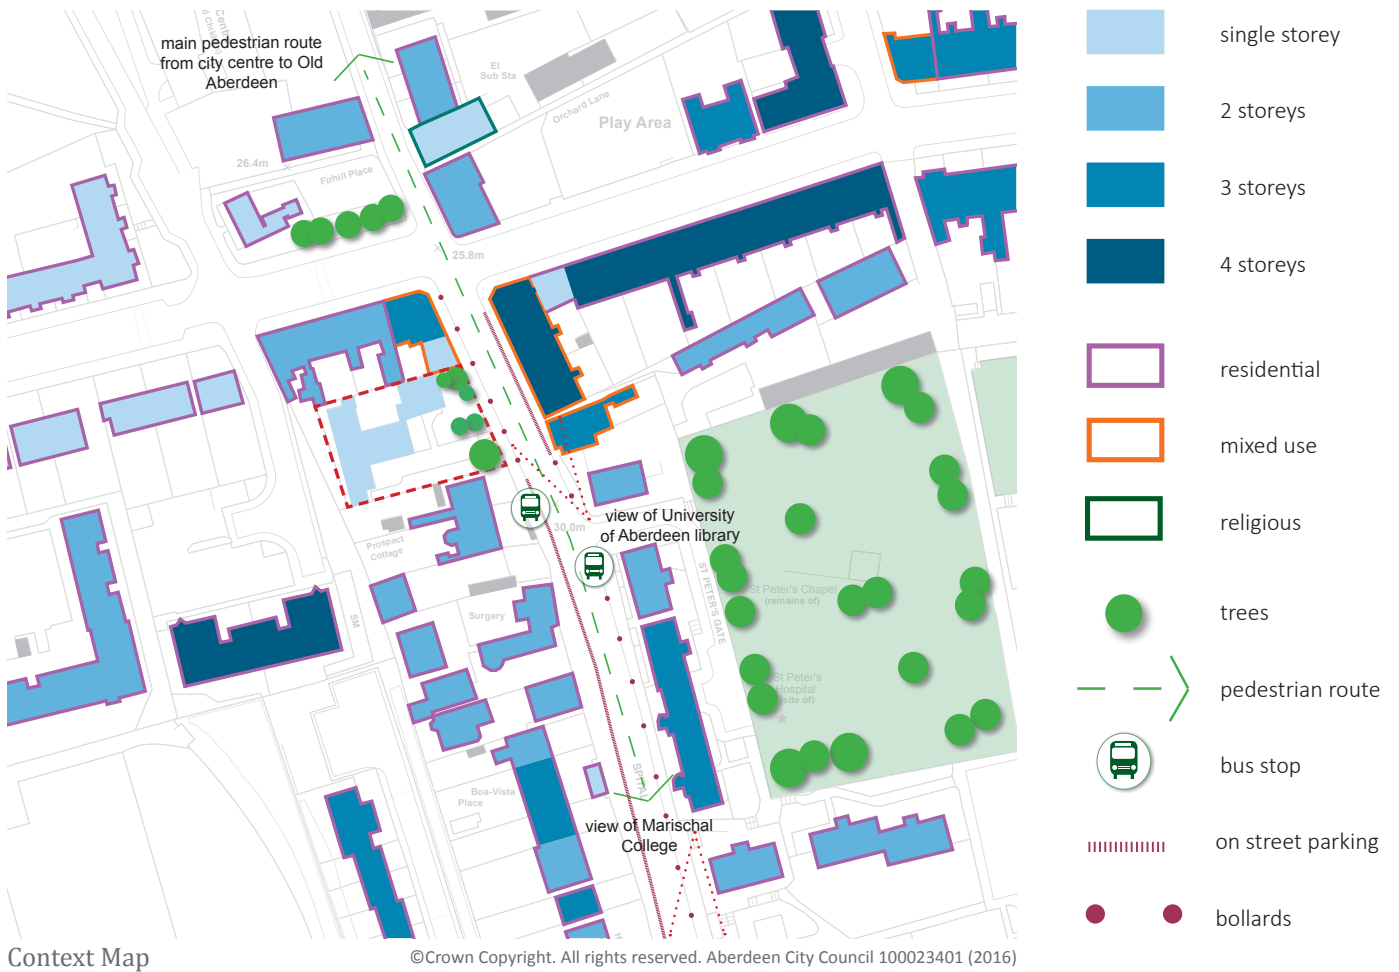 main pedestrian route
from city centre to Old
Aberdeen
El
Sub Sta
Orchard Lane
Play Area
26.4m
Firhill Place
25.8m
view of University
of Aberdeen library
30.0m
Prospect
Cottage
Surgery
SM
ST PETER'S GATE
St Peter's Chapel
(remains of)
St Peter's
Hospital
(site of)
SPITAL
Boa-Vista
Place
view of Marischal
College
single storey
2 storeys
3 storeys
4 storeys
residential
mixed use
religious
trees
pedestrian route
bus stop
on street parking
bollards
Context Map
©Crown Copyright. All rights reserved. Aberdeen City Council 100023401 (2016)